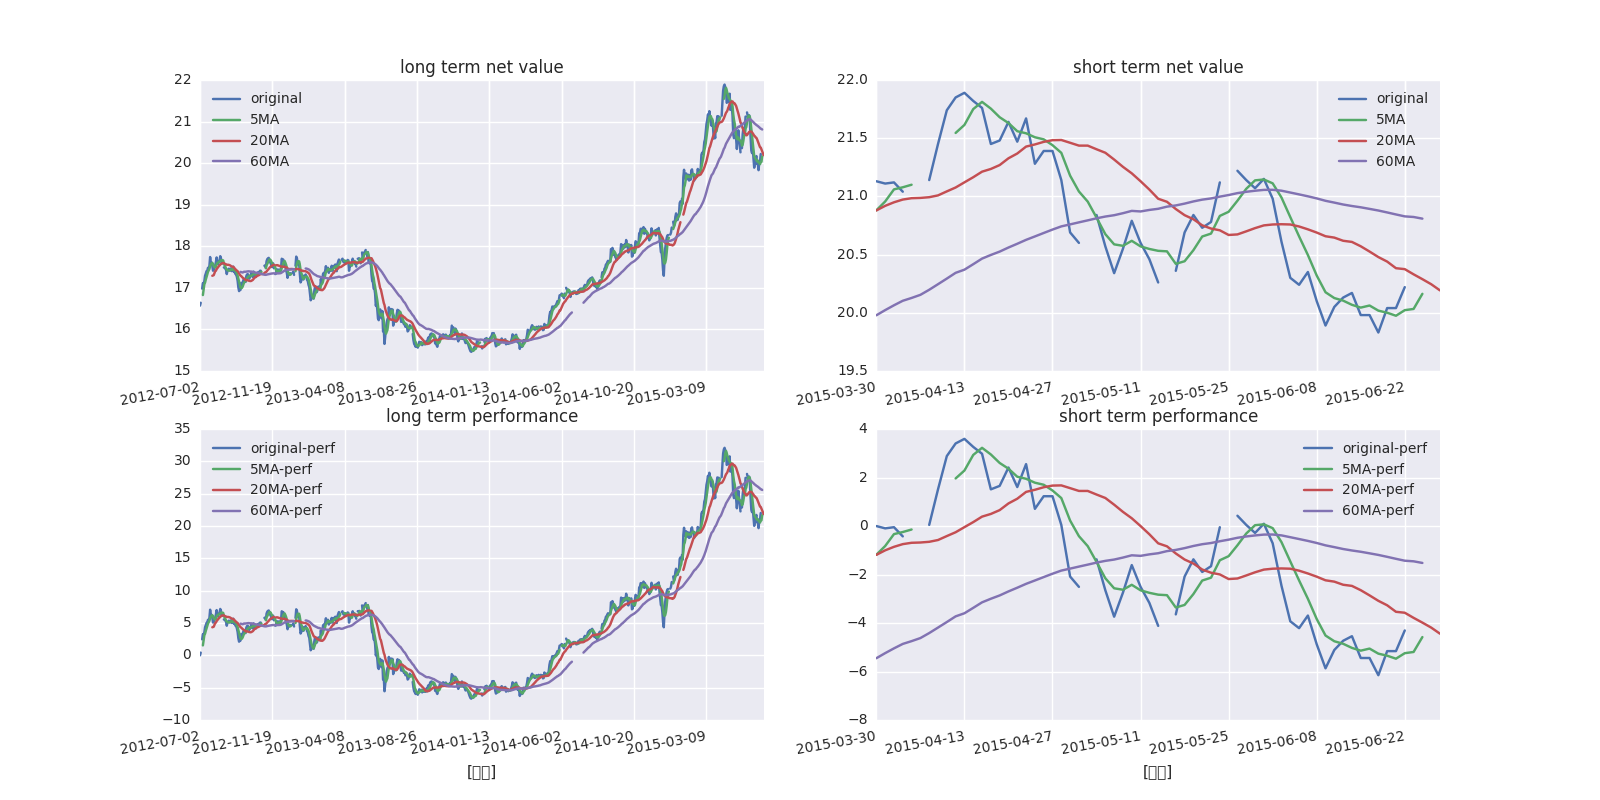 long term net value
22
21
20
19
18
17
16
15
original
5MA
20MA
60MA
2012-07-02 2012-11-19 2013-04-08 2013-08-26 2014-01-13 2014-06-02 2014-10-20 2015-03-09
short term net value
22.0
21.5
21.0
20.5
20.0
19.5
original
5MA
20MA
60MA
2015-03-30 2015-04-13 2015-04-27 2015-05-11 2015-05-25 2015-06-08 2015-06-22
long term performance
35
30
25
20
15
10
5
0
−5
−10
original-perf
5MA-perf
20MA-perf
60MA-perf
2012-07-02 2012-11-19 2013-04-08 2013-08-26 2014-01-13 2014-06-02 2014-10-20 2015-03-09
short term performance
4
2
0
−2
−4
−6
−8
original-perf
5MA-perf
20MA-perf
60MA-perf
2015-03-30 2015-04-13 2015-04-27 2015-05-11 2015-05-25 2015-06-08 2015-06-22